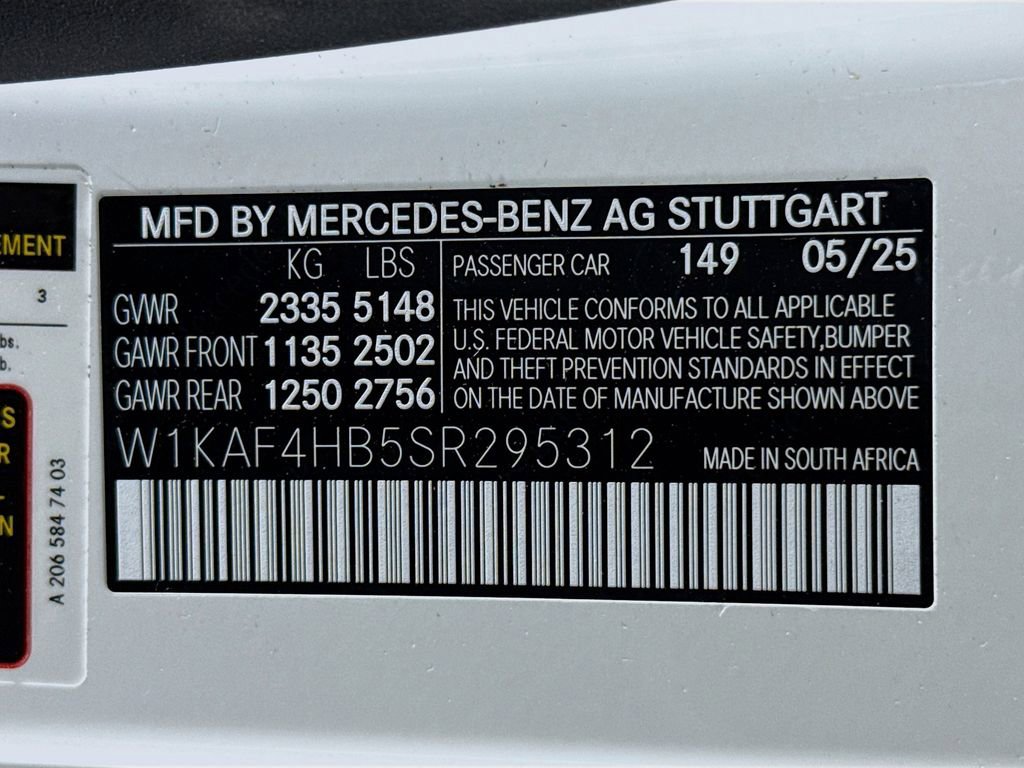 EMENT
3
bs.
b.
S
R
N
A 206 584 74 03
MFD BY MERCEDES-BENZ AG STUTTGART
KG LBS
GVWR 2335 5148
GAWR FRONT 1135 2502
GAWR REAR 1250 2756
PASSENGER CAR 149 05/25
THIS VEHICLE CONFORMS TO ALL APPLICABLE
U.S. FEDERAL MOTOR VEHICLE SAFETY,BUMPER
AND THEFT PREVENTION STANDARDS IN EFFECT
ON THE DATE OF MANUFACTURE SHOWN ABOVE
W1KAF4HB5SR295312 MADE IN SOUTH AFRICA